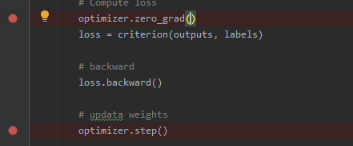 # Compute loss
optimizer.zero_grad()
loss = criterion(outputs, labels)
# backward
loss.backward()
# updata weights
optimizer.step()